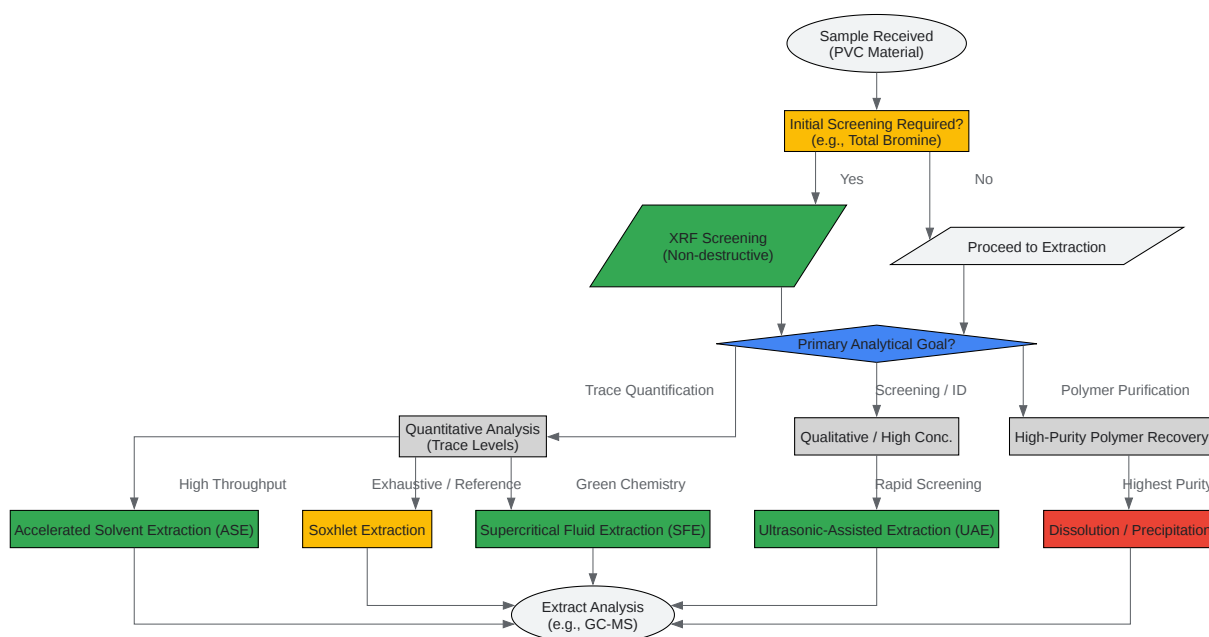 Sample Received
(PVC Material)
Initial Screening Required?
(e.g., Total Bromine)
Yes
No
XRF Screening
(Non-destructive)
Proceed to Extraction
Primary Analytical Goal?
Trace Quantification
Screening / ID
Polymer Purification
Quantitative Analysis
(Trace Levels)
Qualitative / High Conc.
High-Purity Polymer Recovery
High Throughput
Exhaustive / Reference
Green Chemistry
Rapid Screening
Highest Purity
Accelerated Solvent Extraction (ASE)
Soxhlet Extraction
Supercritical Fluid Extraction (SFE)
Ultrasonic-Assisted Extraction (UAE)
Dissolution / Precipitation
Extract Analysis
(e.g., GC-MS)